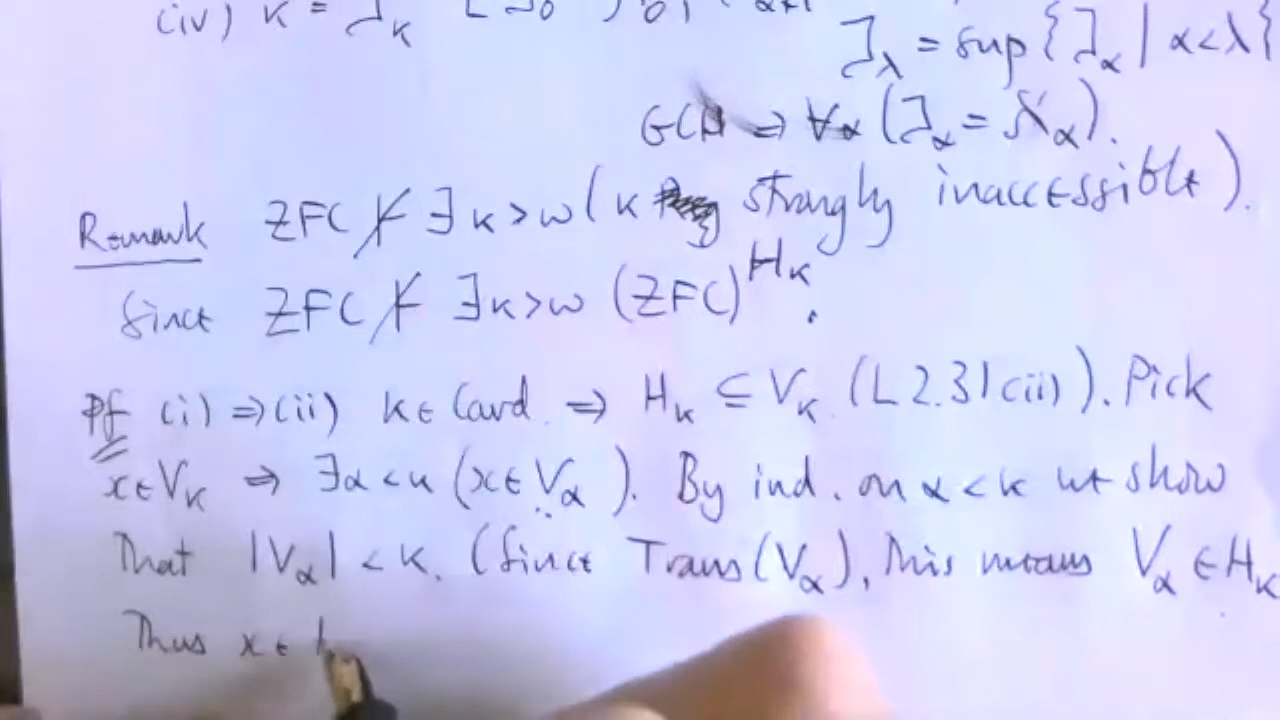 (iv) κ = ℶ_κ
ℶ_λ = sup{ℶ_α | α<λ}
GCH ⇒ ∀α (ℶ_α = ℵ_α).
Remark ZFC ⊬ ∃κ>ω (κ strongly inaccessible).
Since ZFC ⊬ ∃κ>ω (ZFC)^{H_κ}.
Pf (i) ⇒ (ii) κ ∈ Card ⇒ H_κ ⊆ V_κ (L 2.31 (ii)). Pick
x ∈ V_κ ⇒ ∃α<κ (x ∈ V_α). By ind. on α<κ we show
That |V_α| < κ. (Since Trans(V_α), this means V_α ∈ H_κ
Thus x ∈